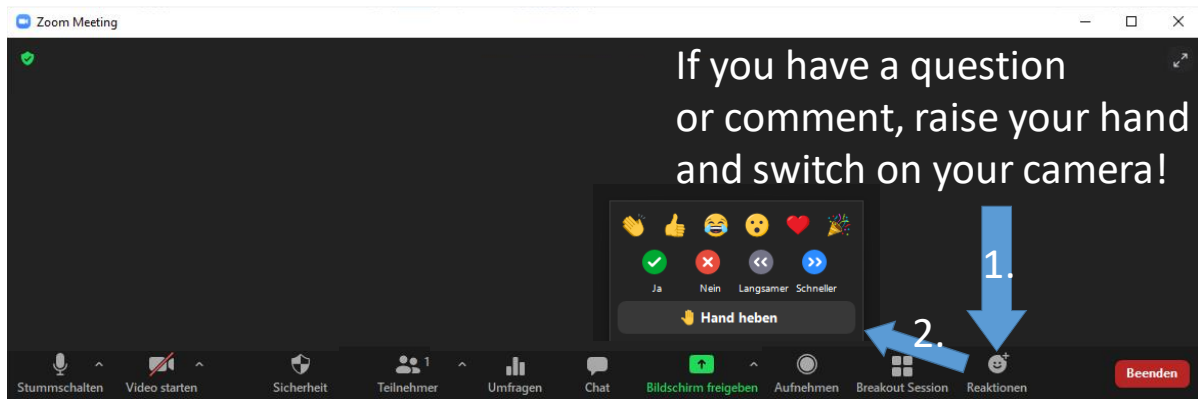 Zoom Meeting
If you have a question
or comment, raise your hand
and switch on your camera!
1.
Ja Nein Langsamer Schneller
Hand heben
2.
1
Stummschalten Video starten Sicherheit Teilnehmer Umfragen Chat Bildschirm freigeben Aufnehmen Breakout Session Reaktionen Beenden